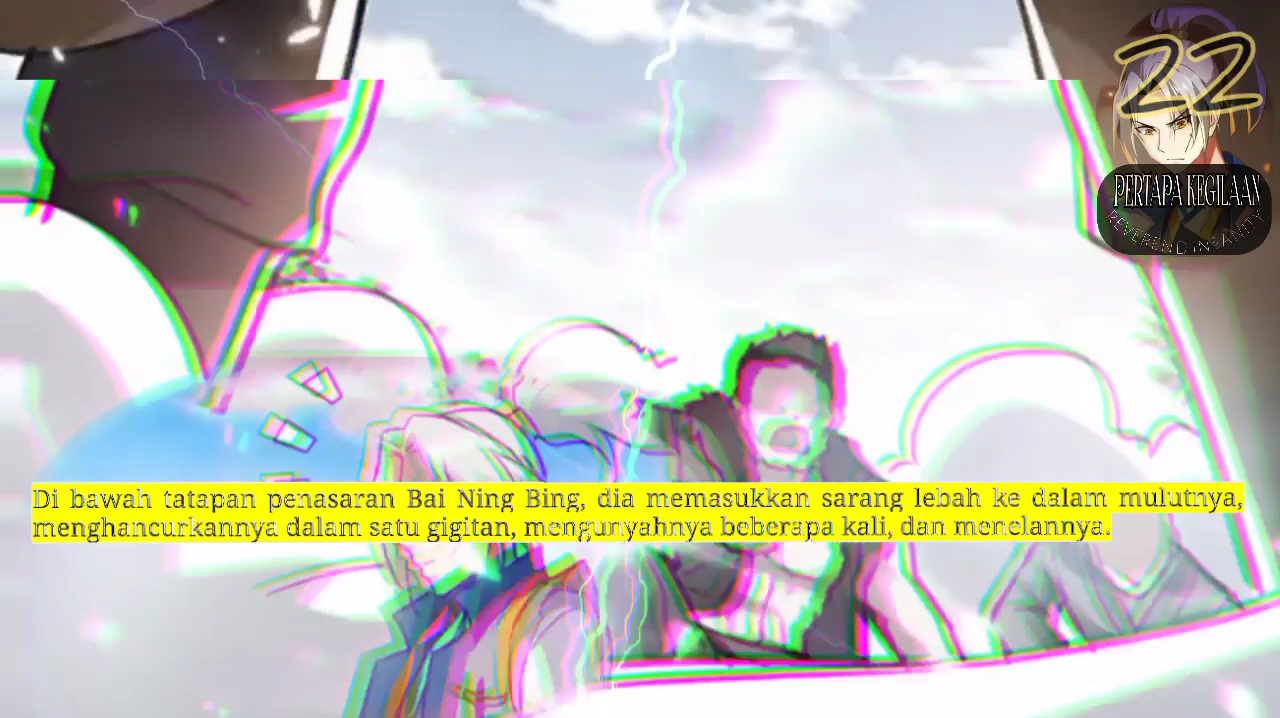 22
PERTAPA KEGILAAN
REVEREND INSANITY
Di bawah tatapan penasaran Bai Ning Bing, dia memasukkan sarang lebah ke dalam mulutnya,
menghancurkannya dalam satu gigitan, mengunyahnya beberapa kali, dan menelannya.